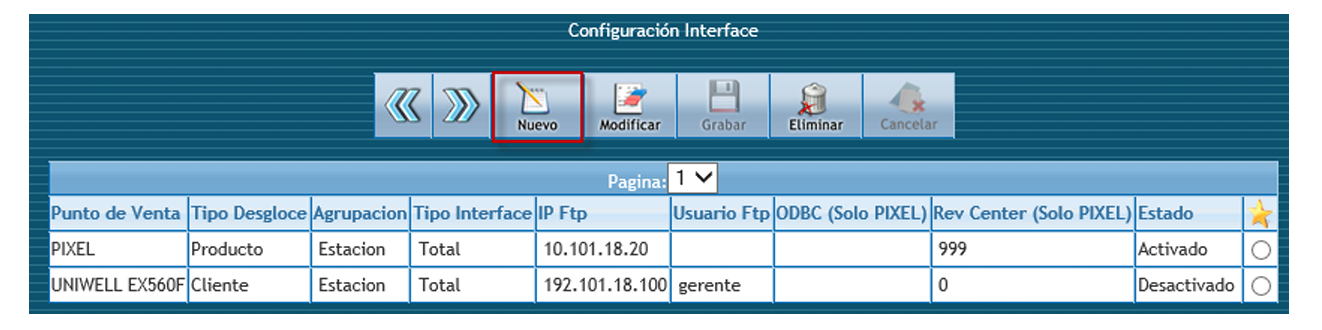 Configuración Interface
Nuevo Modificar Grabar Eliminar Cancelar
Pagina: 1
Punto de Venta Tipo Desgloce Agrupacion Tipo Interface IP Ftp Usuario Ftp ODBC (Solo PIXEL) Rev Center (Solo PIXEL) Estado
PIXEL Producto Estacion Total 10.101.18.20 999 Activado
UNIWELL EX560F Cliente Estacion Total 192.101.18.100 gerente 0 Desactivado